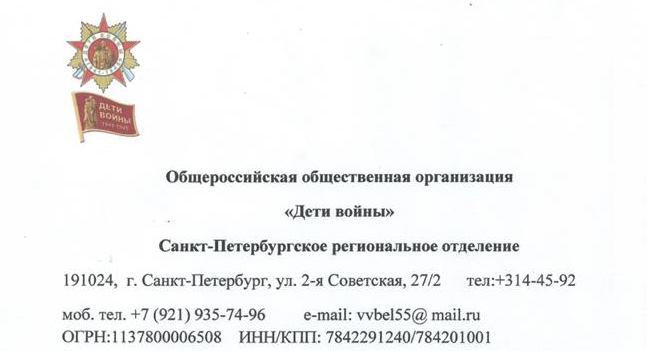 ДЕТИ
ВОЙНЫ
Общероссийская общественная организация
«Дети войны»
Санкт-Петербургское региональное отделение
191024, г. Санкт-Петербург, ул. 2-я Советская, 27/2 тел:+314-45-92
моб. тел. +7 (921) 935-74-96 e-mail: vvbel55@ mail.ru
ОГРН:1137800006508 ИНН/КПП: 7842291240/784201001